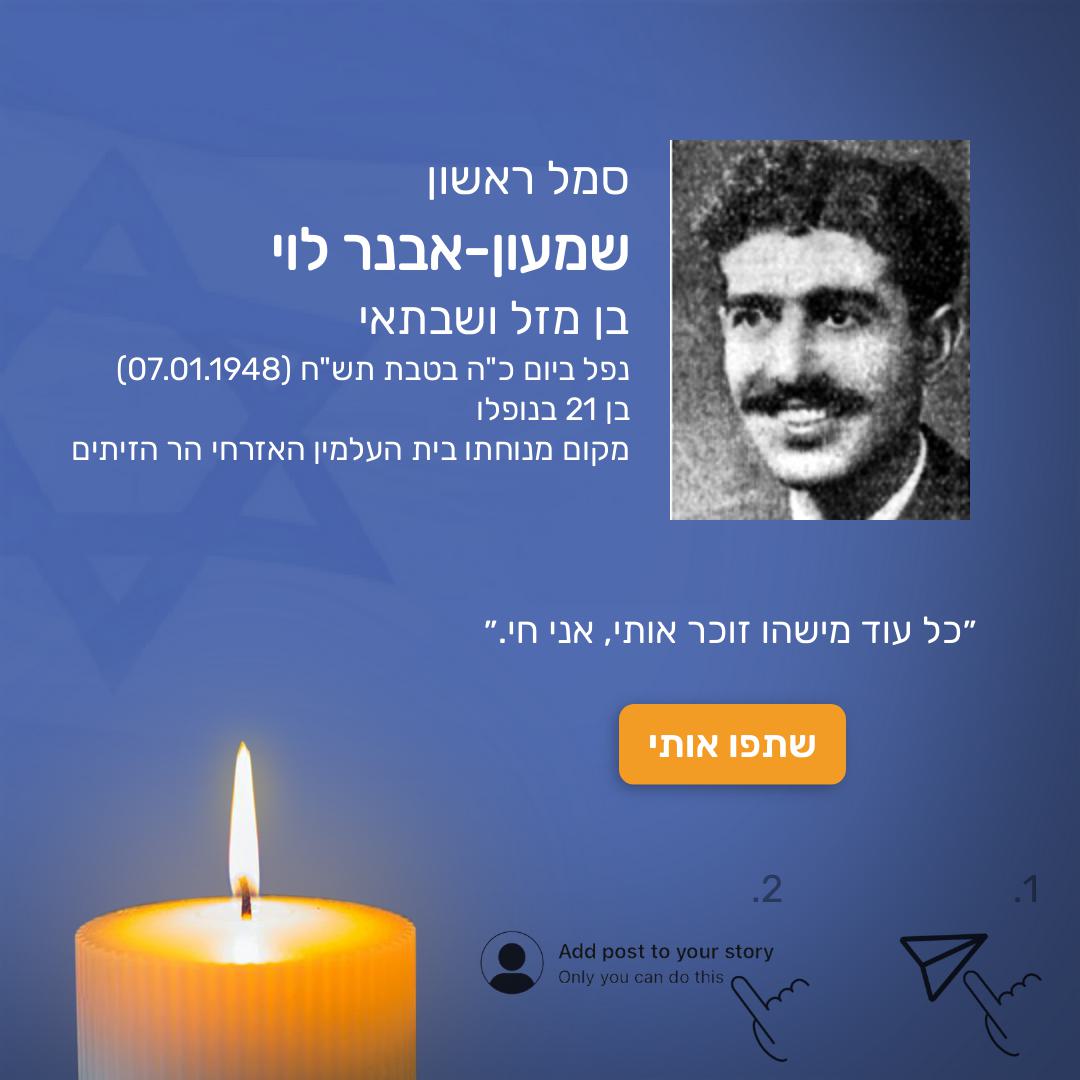 סמל ראשון
שמעון-אבנר לוי
בן מזל ושבתאי
נפל ביום כ"ה בטבת תש"ח (07.01.1948)
בן 21 בנופלו
מקום מנוחתו בית העלמין האזרחי הר הזיתים
״כל עוד מישהו זוכר אותי, אני חי.״
שתפו אותי
1.
2.
Add post to your story
Only you can do this